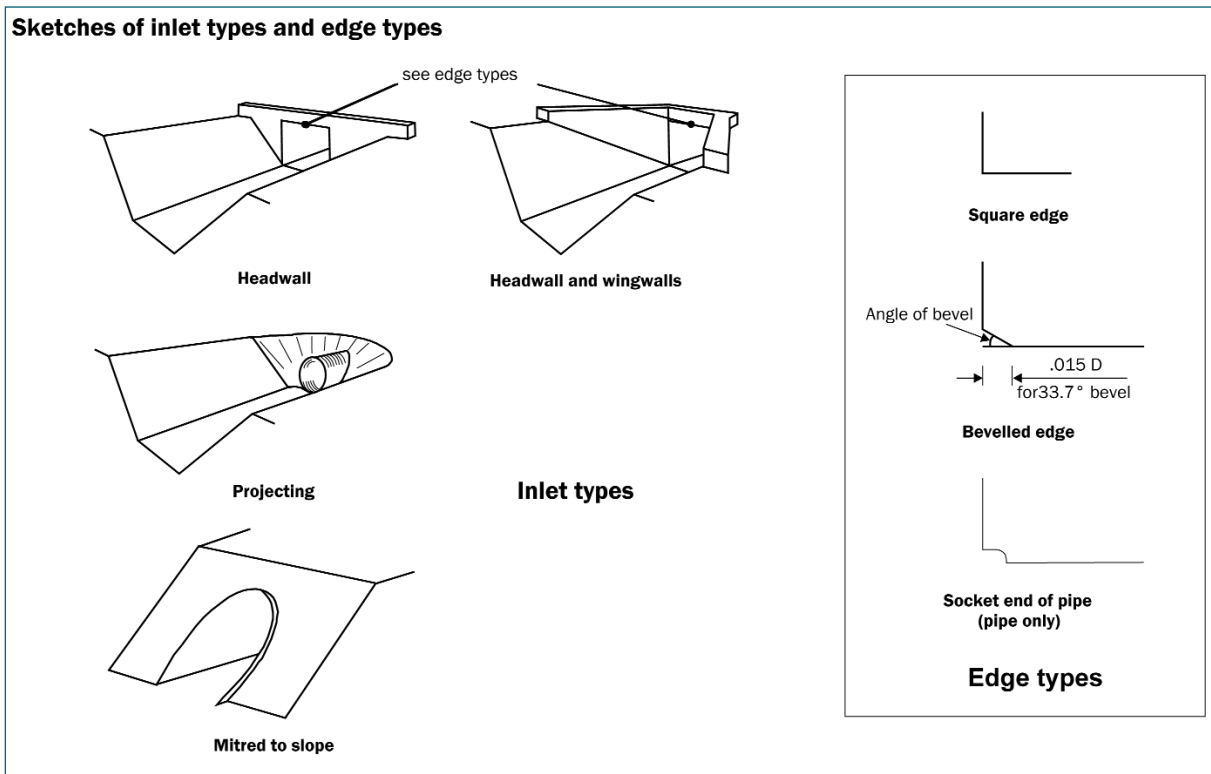 Sketches of inlet types and edge types
see edge types
Headwall
Headwall and wingwalls
Projecting
Inlet types
Mitred to slope
Square edge
Angle of bevel
.015 D
for33.7° bevel
Bevelled edge
Socket end of pipe
(pipe only)
Edge types